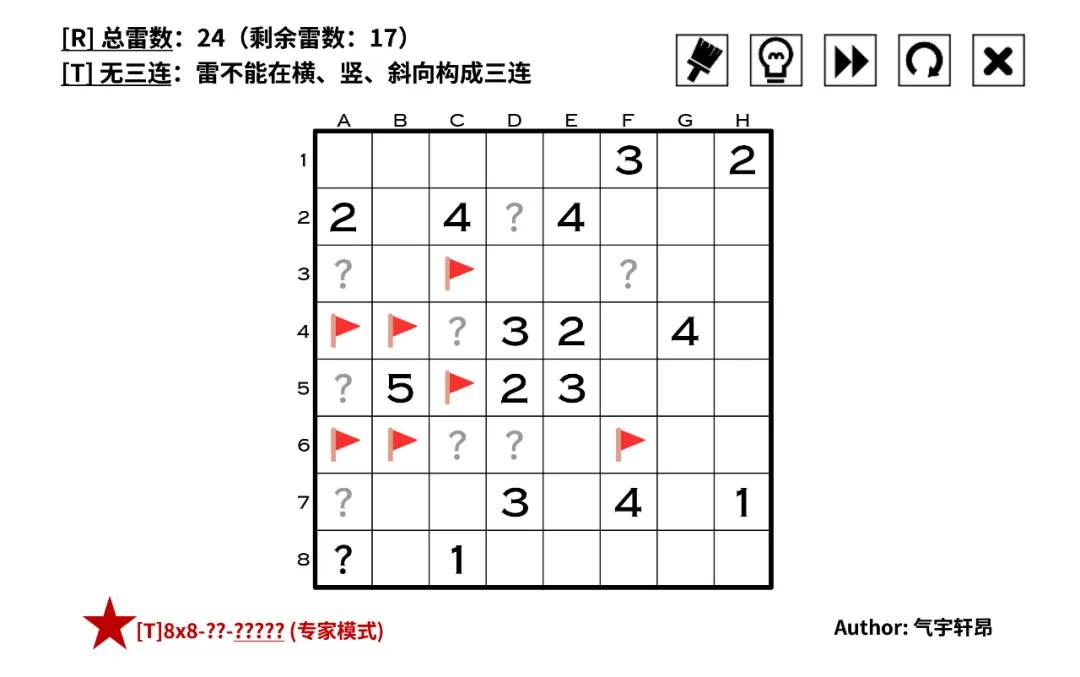 [R] 总雷数：24（剩余雷数：17）
[T] 无三连：雷不能在横、竖、斜向构成三连
A B C D E F G H
1 3 2
2 2 4 ? 4
3 ? ?
4 ? 3 2 4
5 ? 5 2 3
6 ? ?
7 ? 3 4 1
8 ? 1
[T]8x8-??-????? (专家模式)
Author: 气宇轩昂